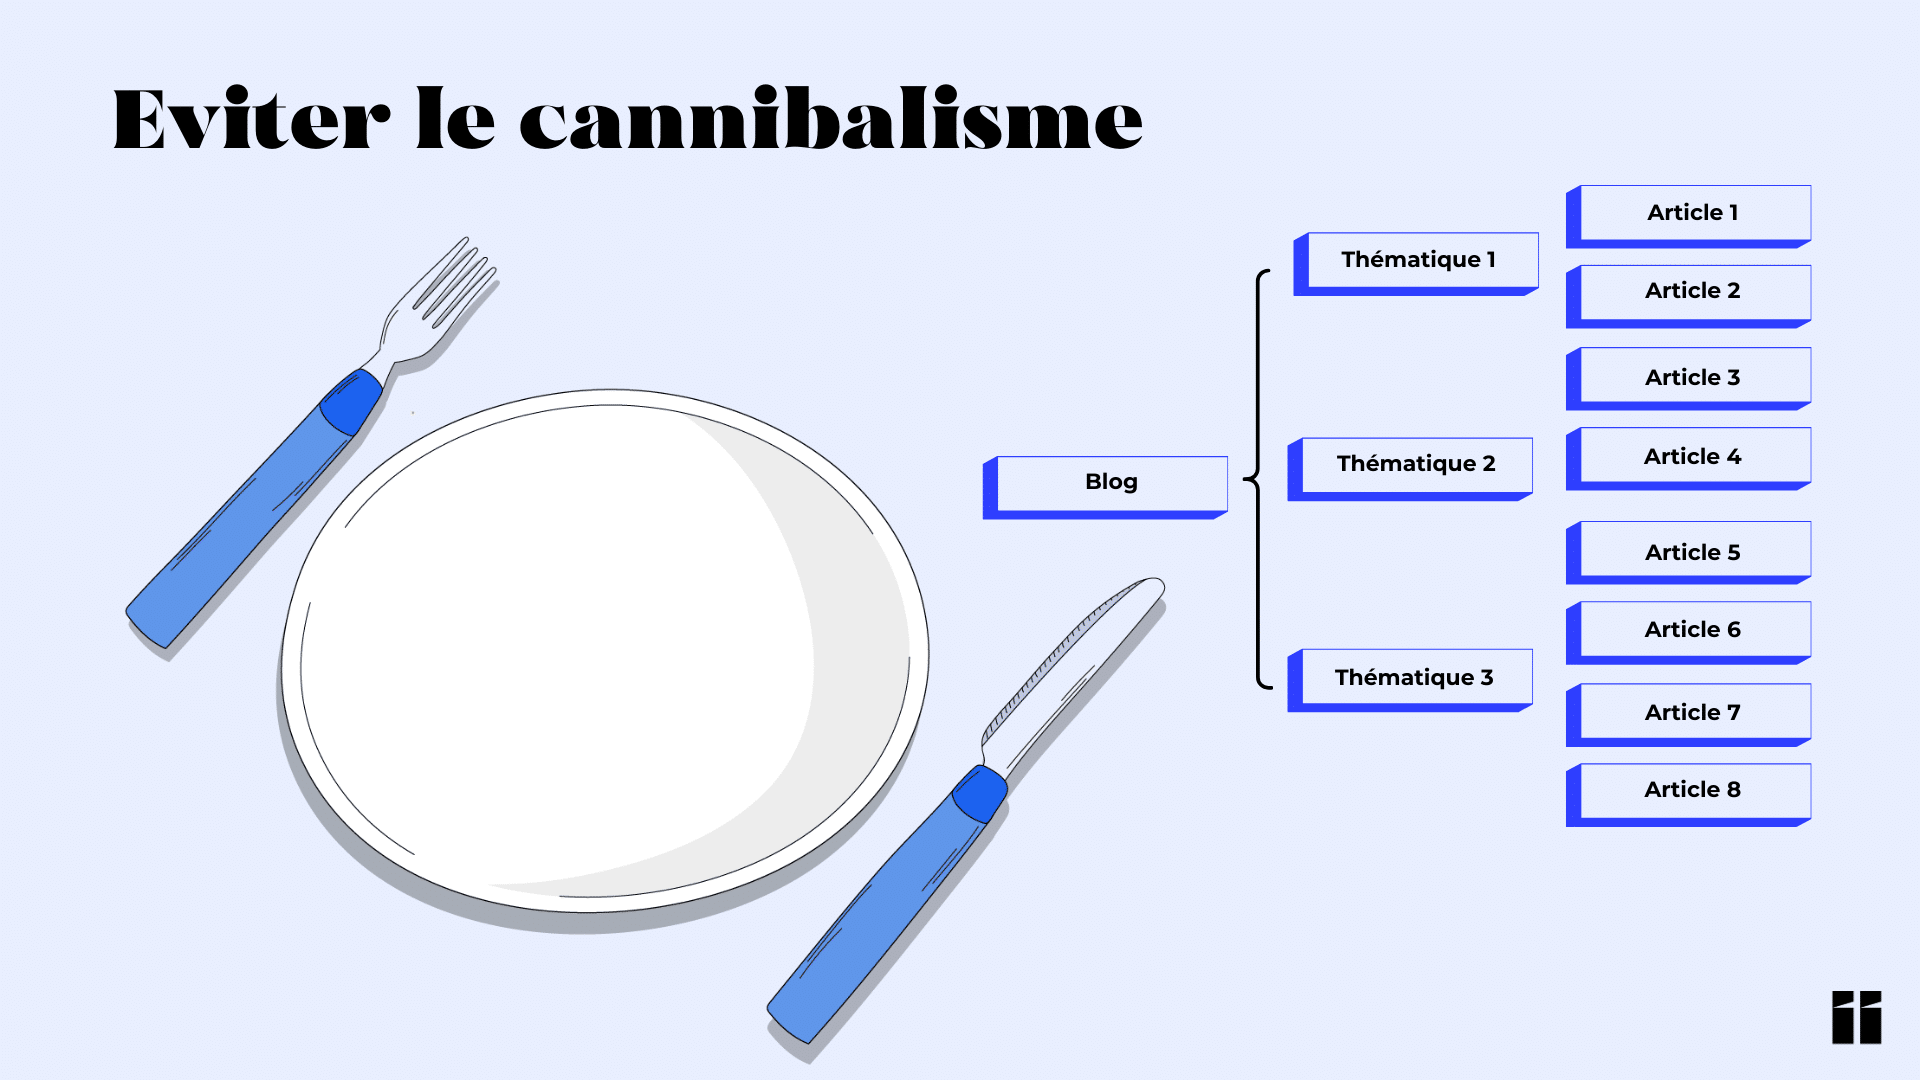 Eviter le cannibalisme
Blog
Thématique 1
Thématique 2
Thématique 3
Article 1
Article 2
Article 3
Article 4
Article 5
Article 6
Article 7
Article 8